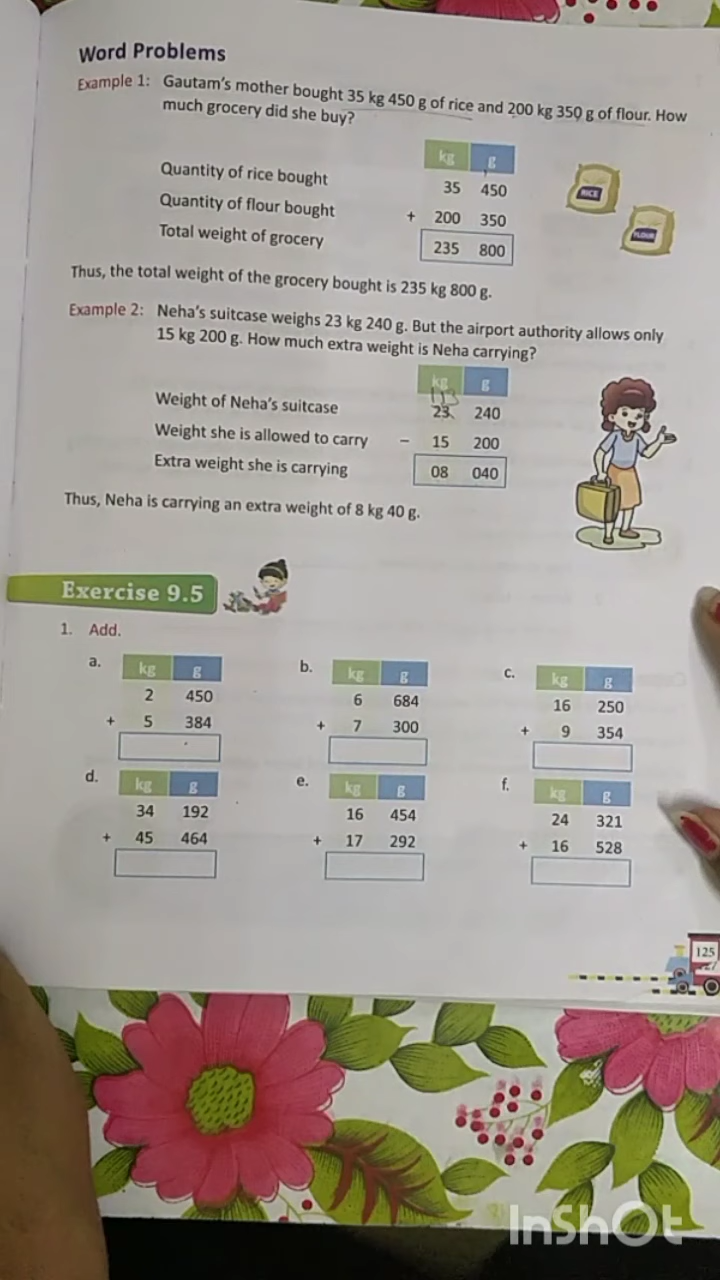 Word Problems
Example 1: Gautam's mother bought 35 kg 450 g of rice and 200 kg 350 g of flour. How
much grocery did she buy?
kg g
Quantity of rice bought 35 450
Quantity of flour bought + 200 350
Total weight of grocery 235 800
RICE
FLOUR
Thus, the total weight of the grocery bought is 235 kg 800 g.
Example 2: Neha's suitcase weighs 23 kg 240 g. But the airport authority allows only
15 kg 200 g. How much extra weight is Neha carrying?
kg g
Weight of Neha's suitcase 23 240
Weight she is allowed to carry – 15 200
Extra weight she is carrying 08 040
Thus, Neha is carrying an extra weight of 8 kg 40 g.
Exercise 9.5
1. Add.
a. kg g b. kg g c. kg g
2 450 6 684 16 250
+ 5 384 + 7 300 + 9 354
d. kg g e. kg g f. kg g
34 192 16 454 24 321
+ 45 464 + 17 292 + 16 528
125
InShOt